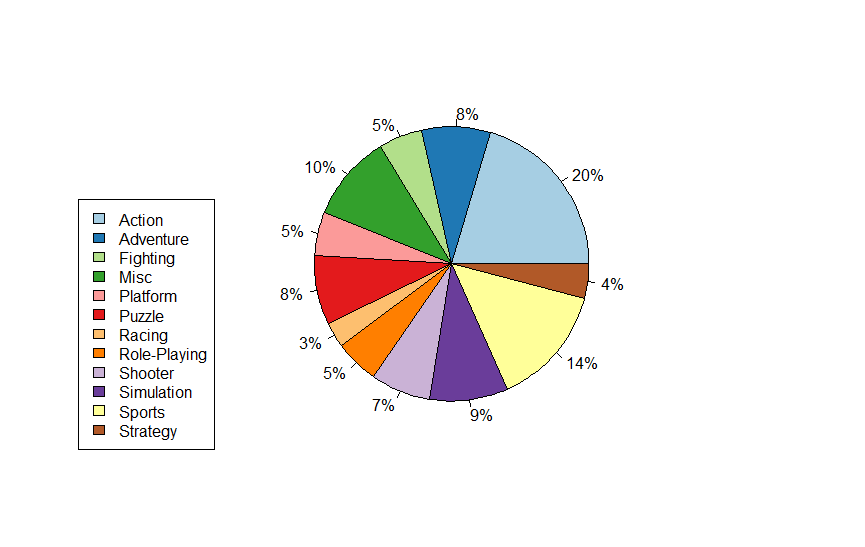 8%
5%
20%
10%
5%
8%
3%
5%
7%
9%
14%
4%
Action
Adventure
Fighting
Misc
Platform
Puzzle
Racing
Role-Playing
Shooter
Simulation
Sports
Strategy